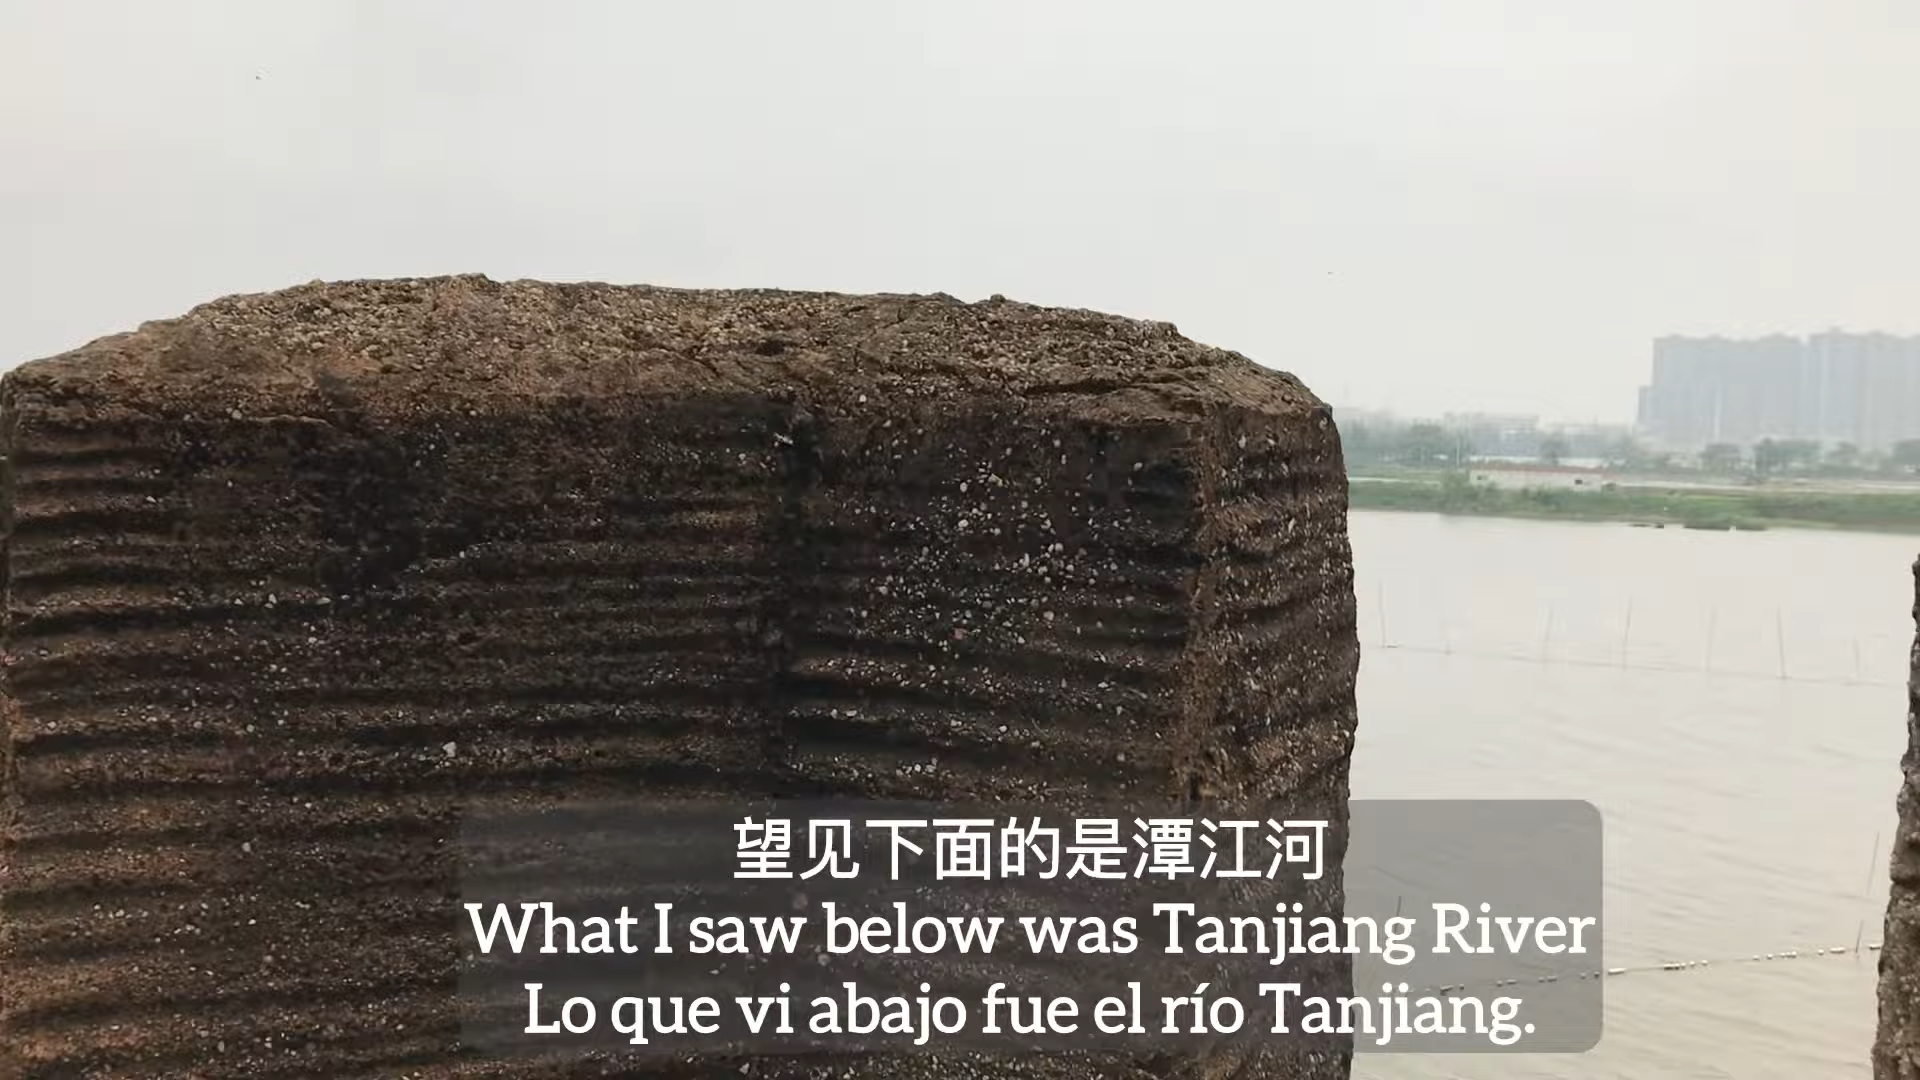 望见下面的是潭江河
What I saw below was Tanjiang River
Lo que vi abajo fue el río Tanjiang.